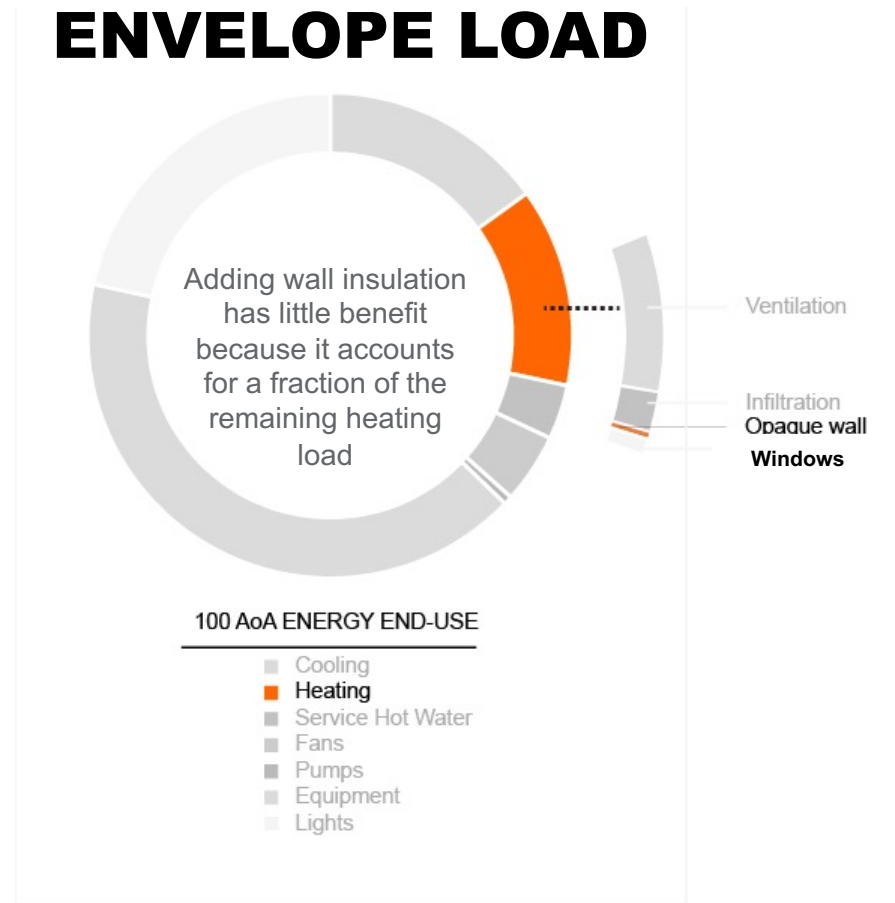 ENVELOPE LOAD
Adding wall insulation
has little benefit
because it accounts
for a fraction of the
remaining heating
load
Ventilation
Infiltration
Opaque wall
Windows
100 AoA ENERGY END-USE
Cooling
Heating
Service Hot Water
Fans
Pumps
Equipment
Lights